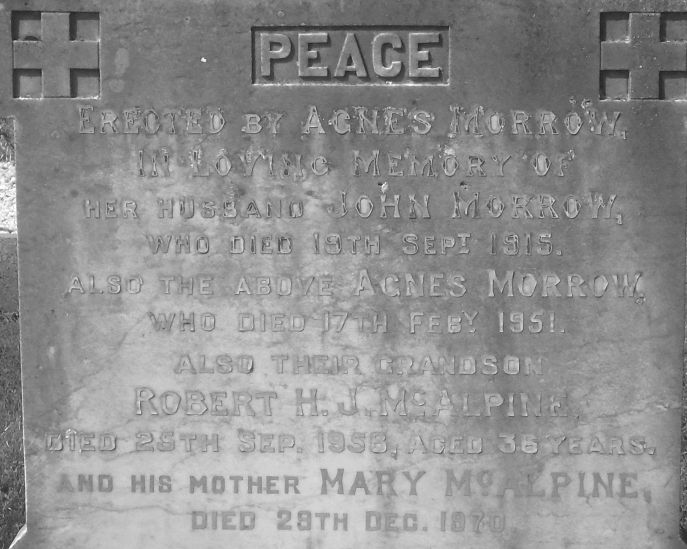 PEACE
ERECTED BY AGNES MORROW,
IN LOVING MEMORY OF
HER HUSBAND JOHN MORROW,
WHO DIED 19TH SEPT 1915.
ALSO THE ABOVE AGNES MORROW,
WHO DIED 17TH FEBY 1951.
ALSO THEIR GRANDSON
ROBERT H. J. McALPINE,
DIED 25TH SEP. 1956, AGED 36 YEARS.
AND HIS MOTHER MARY McALPINE,
DIED 29TH DEC. 1970.